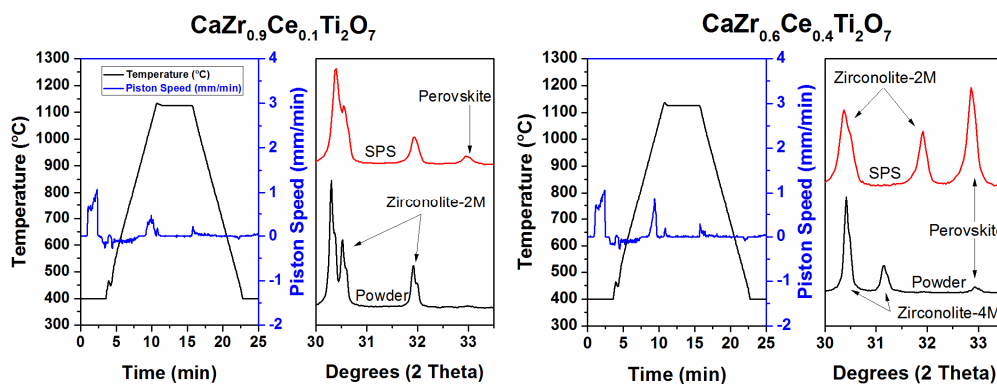 CaZr0.9Ce0.1Ti2O7
CaZr0.6Ce0.4Ti2O7
Temperature (°C)
1300
1200
1100
1000
900
800
700
600
500
400
300
Temperature (°C)
Piston Speed (mm/min)
0 5 10 15 20 25
Time (min)
4
3
2
1
0
-1
-2
Piston Speed (mm/min)
Perovskite
SPS
Zirconolite-2M
Powder
30 31 32 33
Degrees (2 Theta)
Temperature (°C)
1300
1200
1100
1000
900
800
700
600
500
400
300
0 5 10 15 20 25
Time (min)
4
3
2
1
0
-1
-2
Piston Speed (mm/min)
Zirconolite-2M
SPS
Perovskite
Powder
Zirconolite-4M
30 31 32 33
Degrees (2 Theta)